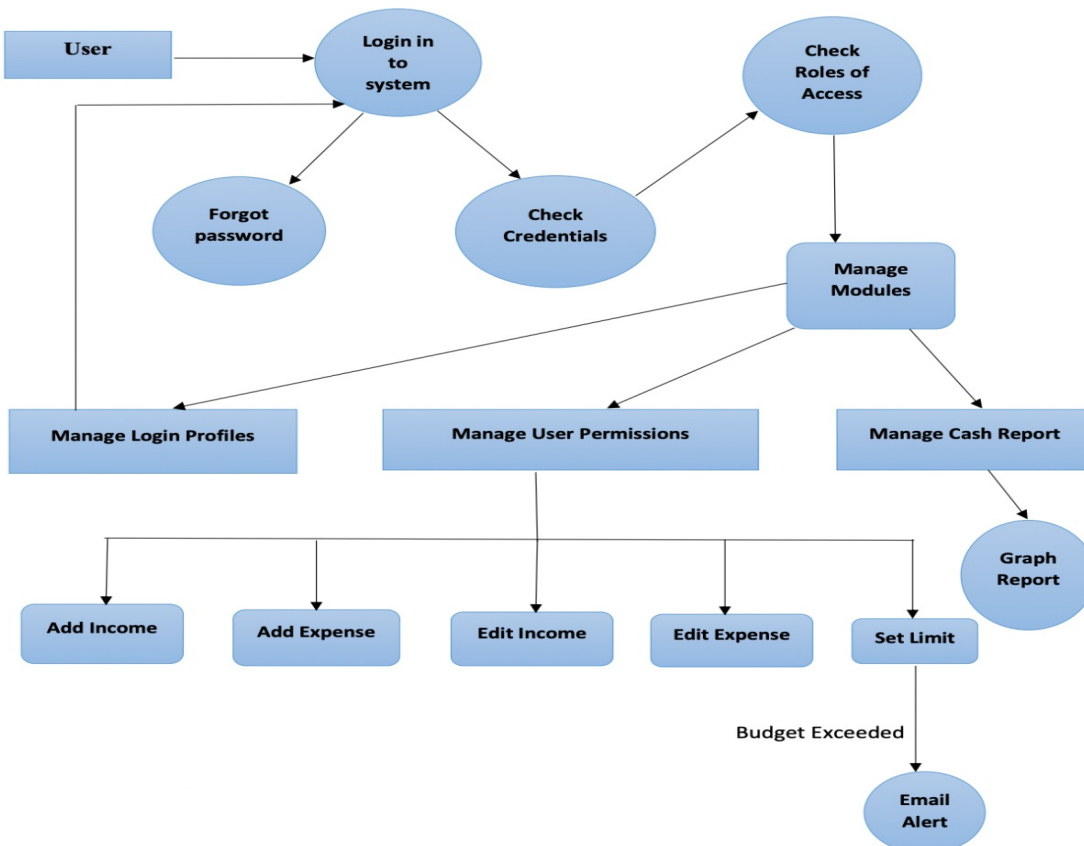 User
Login in
to
system
Check
Roles of
Access
Forgot
password
Check
Credentials
Manage
Modules
Manage Login Profiles
Manage User Permissions
Manage Cash Report
Graph
Report
Add Income
Add Expense
Edit Income
Edit Expense
Set Limit
Budget Exceeded
Email
Alert